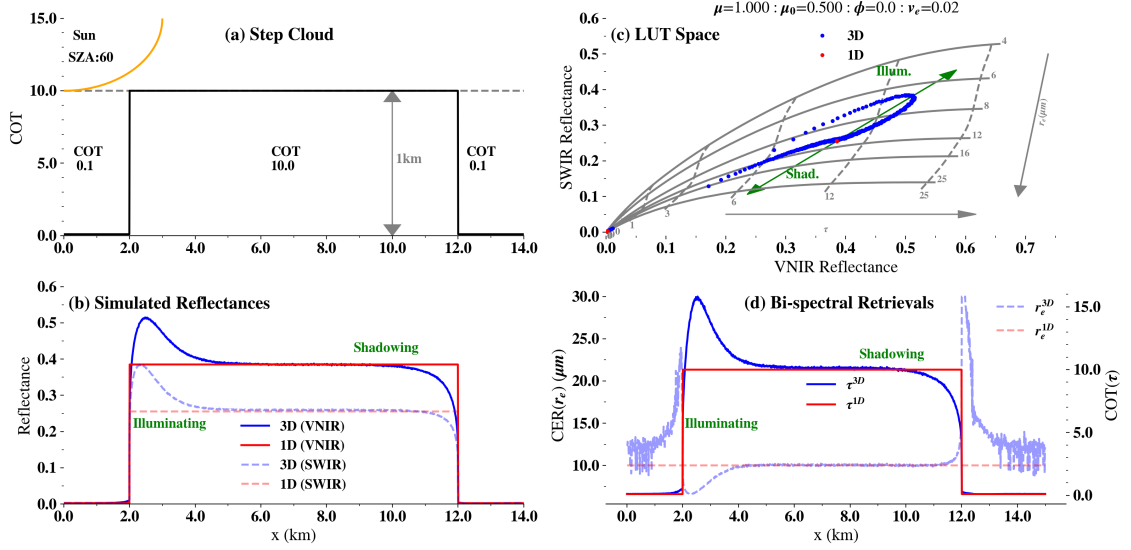 (a) Step Cloud
Sun
SZA:60
COT
0.1
COT
10.0
COT
0.1
1km
COT
15.0
10.0
5.0
0.0
0.0 2.0 4.0 6.0 8.0 10.0 12.0 14.0
μ=1.000 : μ₀=0.500 : ϕ=0.0 : νₑ=0.02
(c) LUT Space
3D
1D
Illum.
Shad.
SWIR Reflectance
0.6
0.5
0.4
0.3
0.2
0.1
0.0
4
6
8
12
16
25
1
3
6
12
25
τ
rₑ(μm)
0.0 0.1 0.2 0.3 0.4 0.5 0.6 0.7
VNIR Reflectance
(b) Simulated Reflectances
Shadowing
Illuminating
3D (VNIR)
1D (VNIR)
3D (SWIR)
1D (SWIR)
Reflectance
0.6
0.5
0.4
0.3
0.2
0.1
0.0
0.0 2.0 4.0 6.0 8.0 10.0 12.0 14.0
x (km)
(d) Bi-spectral Retrievals
rₑ³ᴰ
rₑ¹ᴰ
Shadowing
τ³ᴰ
τ¹ᴰ
Illuminating
CER(rₑ) (μm)
30.0
25.0
20.0
15.0
10.0
COT(τ)
15.0
10.0
5.0
0.0
0.0 2.0 4.0 6.0 8.0 10.0 12.0 14.0
x (km)